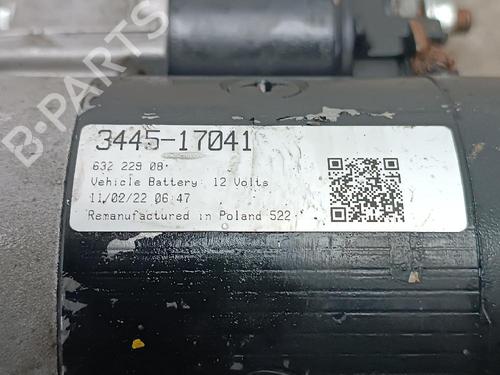 B-PARTS
3445-17041
632 229 08
Vehicle Battery: 12 Volts
11/02/22 06:47
Remanufactured in Poland 522